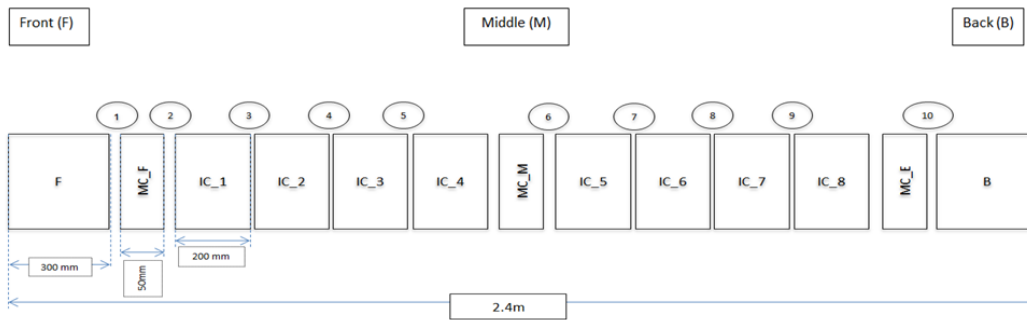 Front (F)
Middle (M)
Back (B)
1
2
3
4
5
6
7
8
9
10
F
MC_F
IC_1
IC_2
IC_3
IC_4
MC_M
IC_5
IC_6
IC_7
IC_8
MC_E
B
300 mm
50mm
200 mm
2.4m